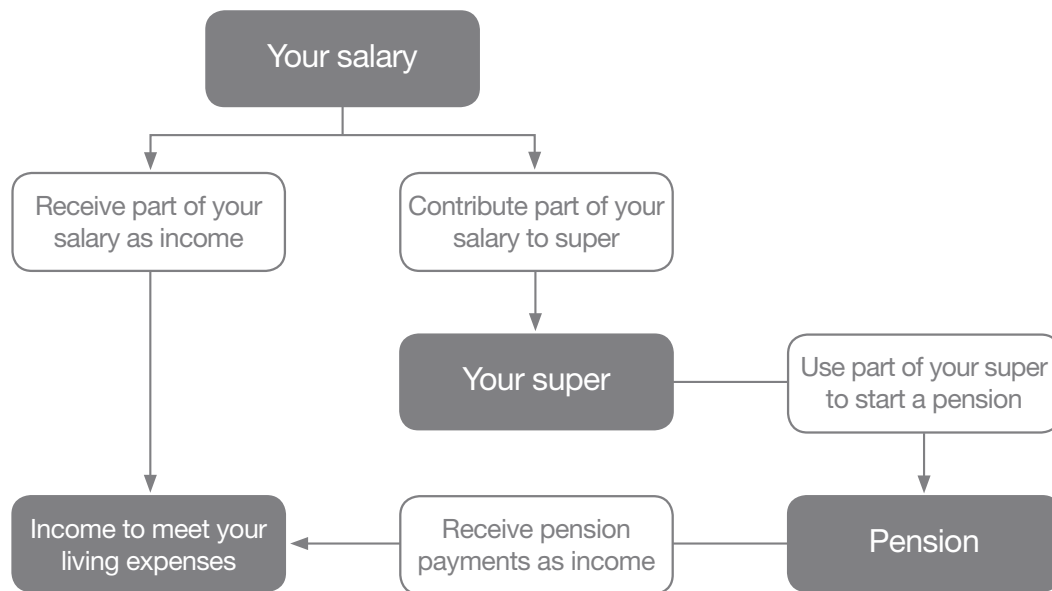 Your salary
Receive part of your
salary as income
Contribute part of your
salary to super
Your super
Use part of your super
to start a pension
Income to meet your
living expenses
Receive pension
payments as income
Pension